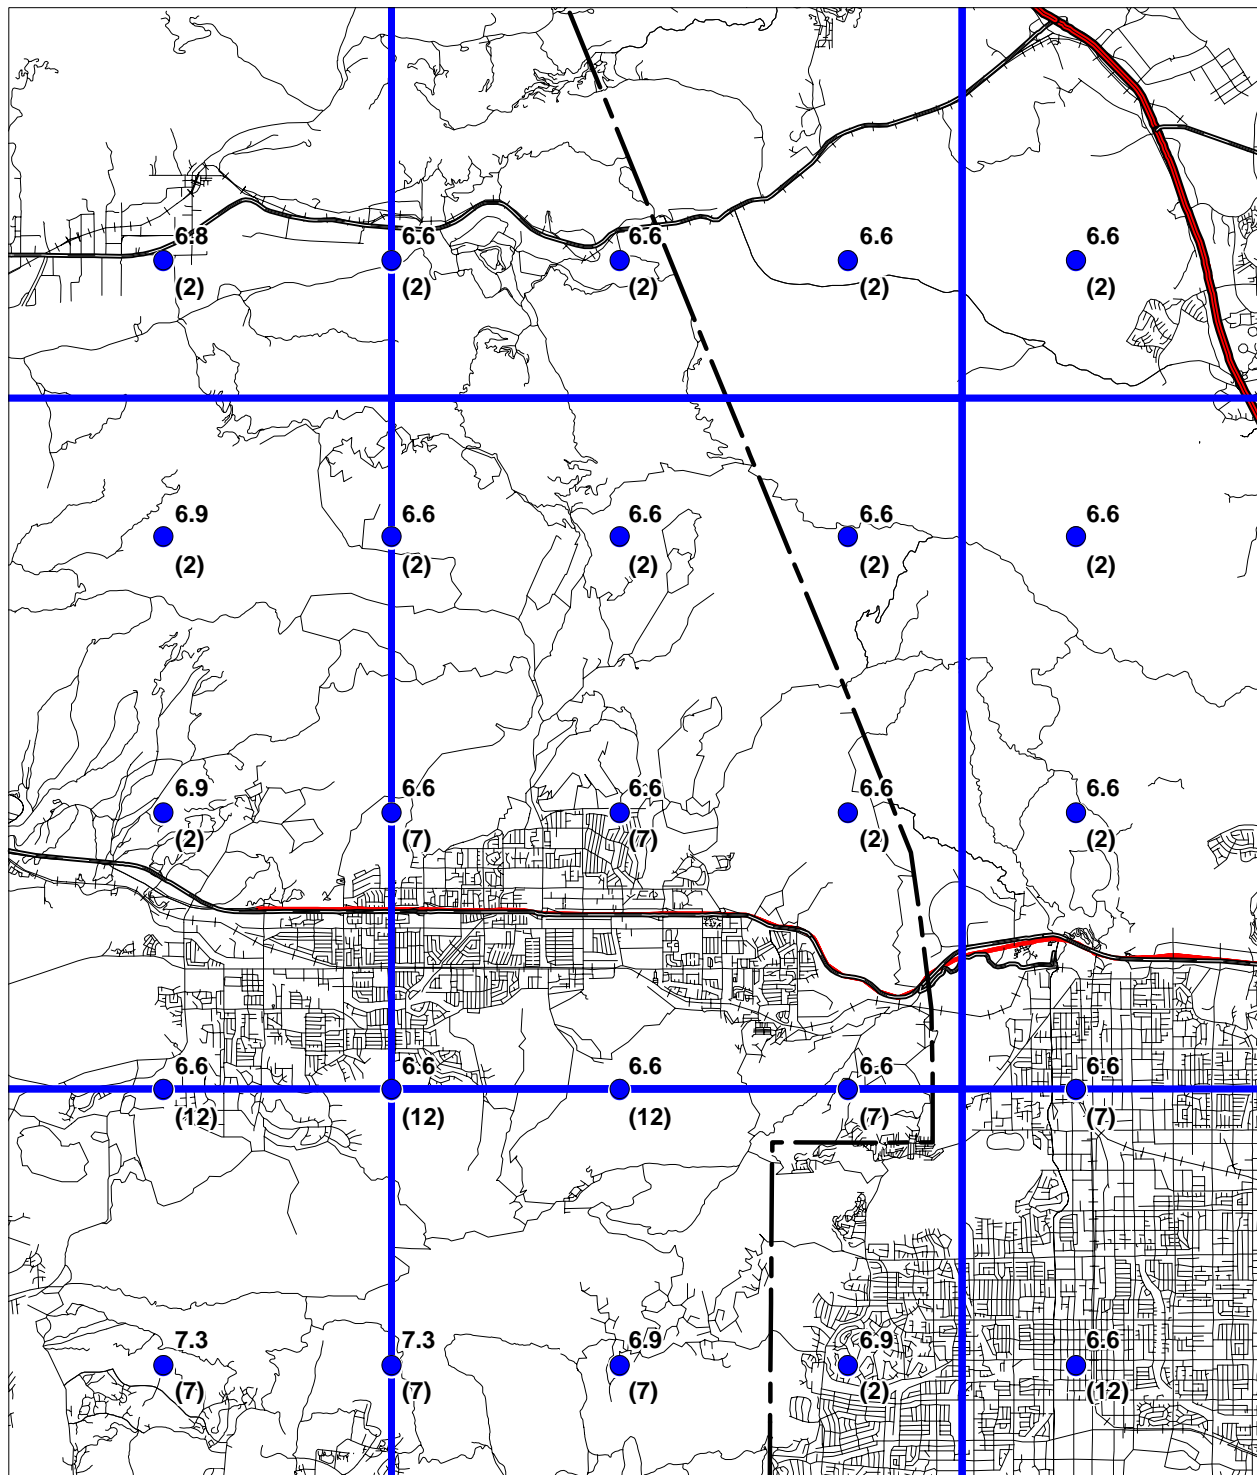 6.8 6.6 6.6 6.6 6.6
(2) (2) (2) (2) (2)
6.9 6.6 6.6 6.6 6.6
(2) (2) (2) (2) (2)
6.9 6.6 6.6 6.6 6.6
(2) (7) (7) (2) (2)
6.6 6.6 6.6 6.6 6.6
(12) (12) (12) (7) (7)
7.3 7.3 6.9 6.9 6.6
(7) (7) (7) (2) (12)